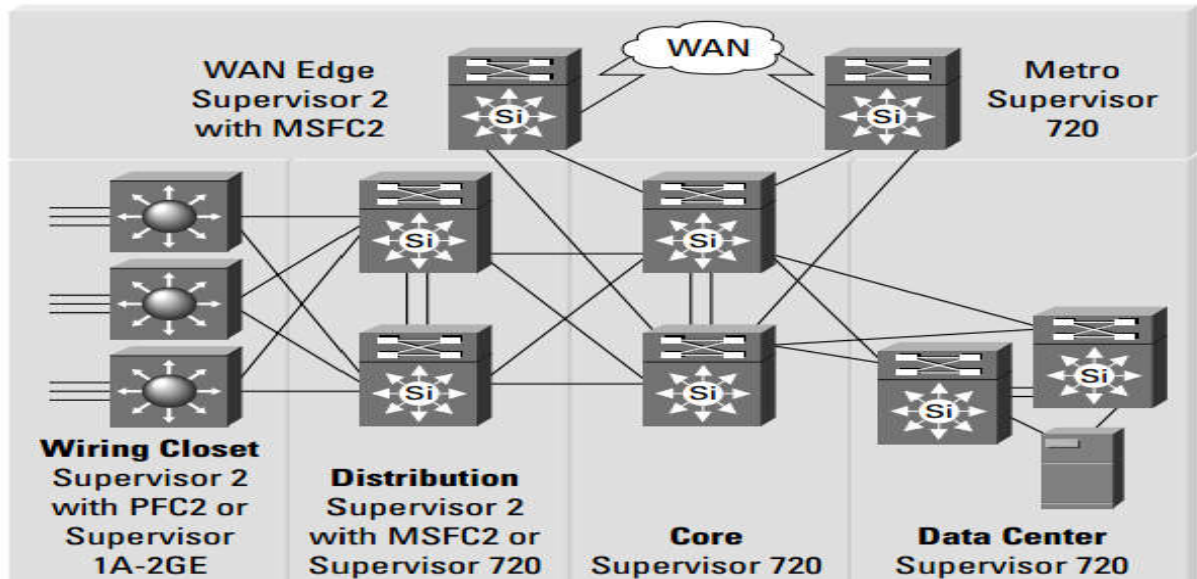 WAN
WAN Edge
Supervisor 2
with MSFC2
Metro
Supervisor
720
Si
Si
Si
Si
Si
Si
Si
Si
Wiring Closet
Supervisor 2
with PFC2 or
Supervisor
1A-2GE
Distribution
Supervisor 2
with MSFC2 or
Supervisor 720
Core
Supervisor 720
Data Center
Supervisor 720